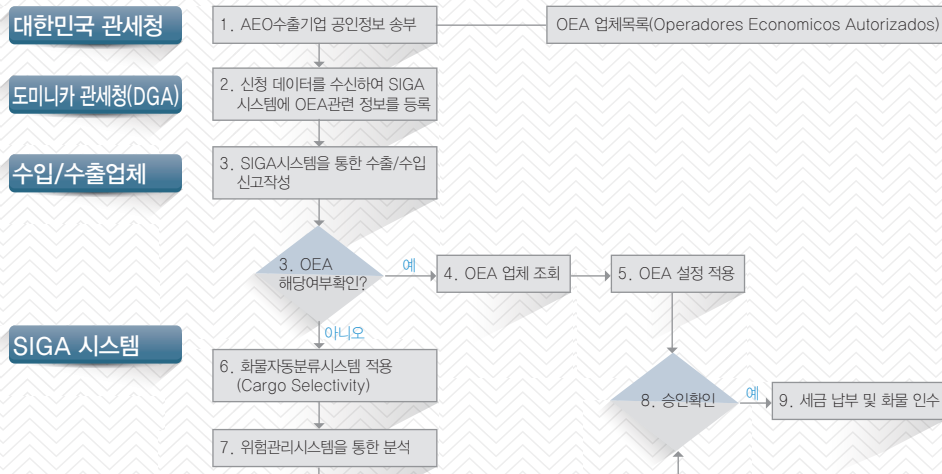 대한민국 관세청
1. AEO수출기업 공인정보 송부
OEA 업체목록(Operadores Economicos Autorizados)
도미니카 관세청(DGA)
2. 신청 데이터를 수신하여 SIGA
시스템에 OEA관련 정보를 등록
수입/수출업체
3. SIGA시스템을 통한 수출/수입
신고작성
3. OEA
해당여부확인?
예
4. OEA 업체 조회
5. OEA 설정 적용
아니오
SIGA 시스템
6. 화물자동분류시스템 적용
(Cargo Selectivity)
8. 승인확인
예
9. 세금 납부 및 화물 인수
7. 위험관리시스템을 통한 분석